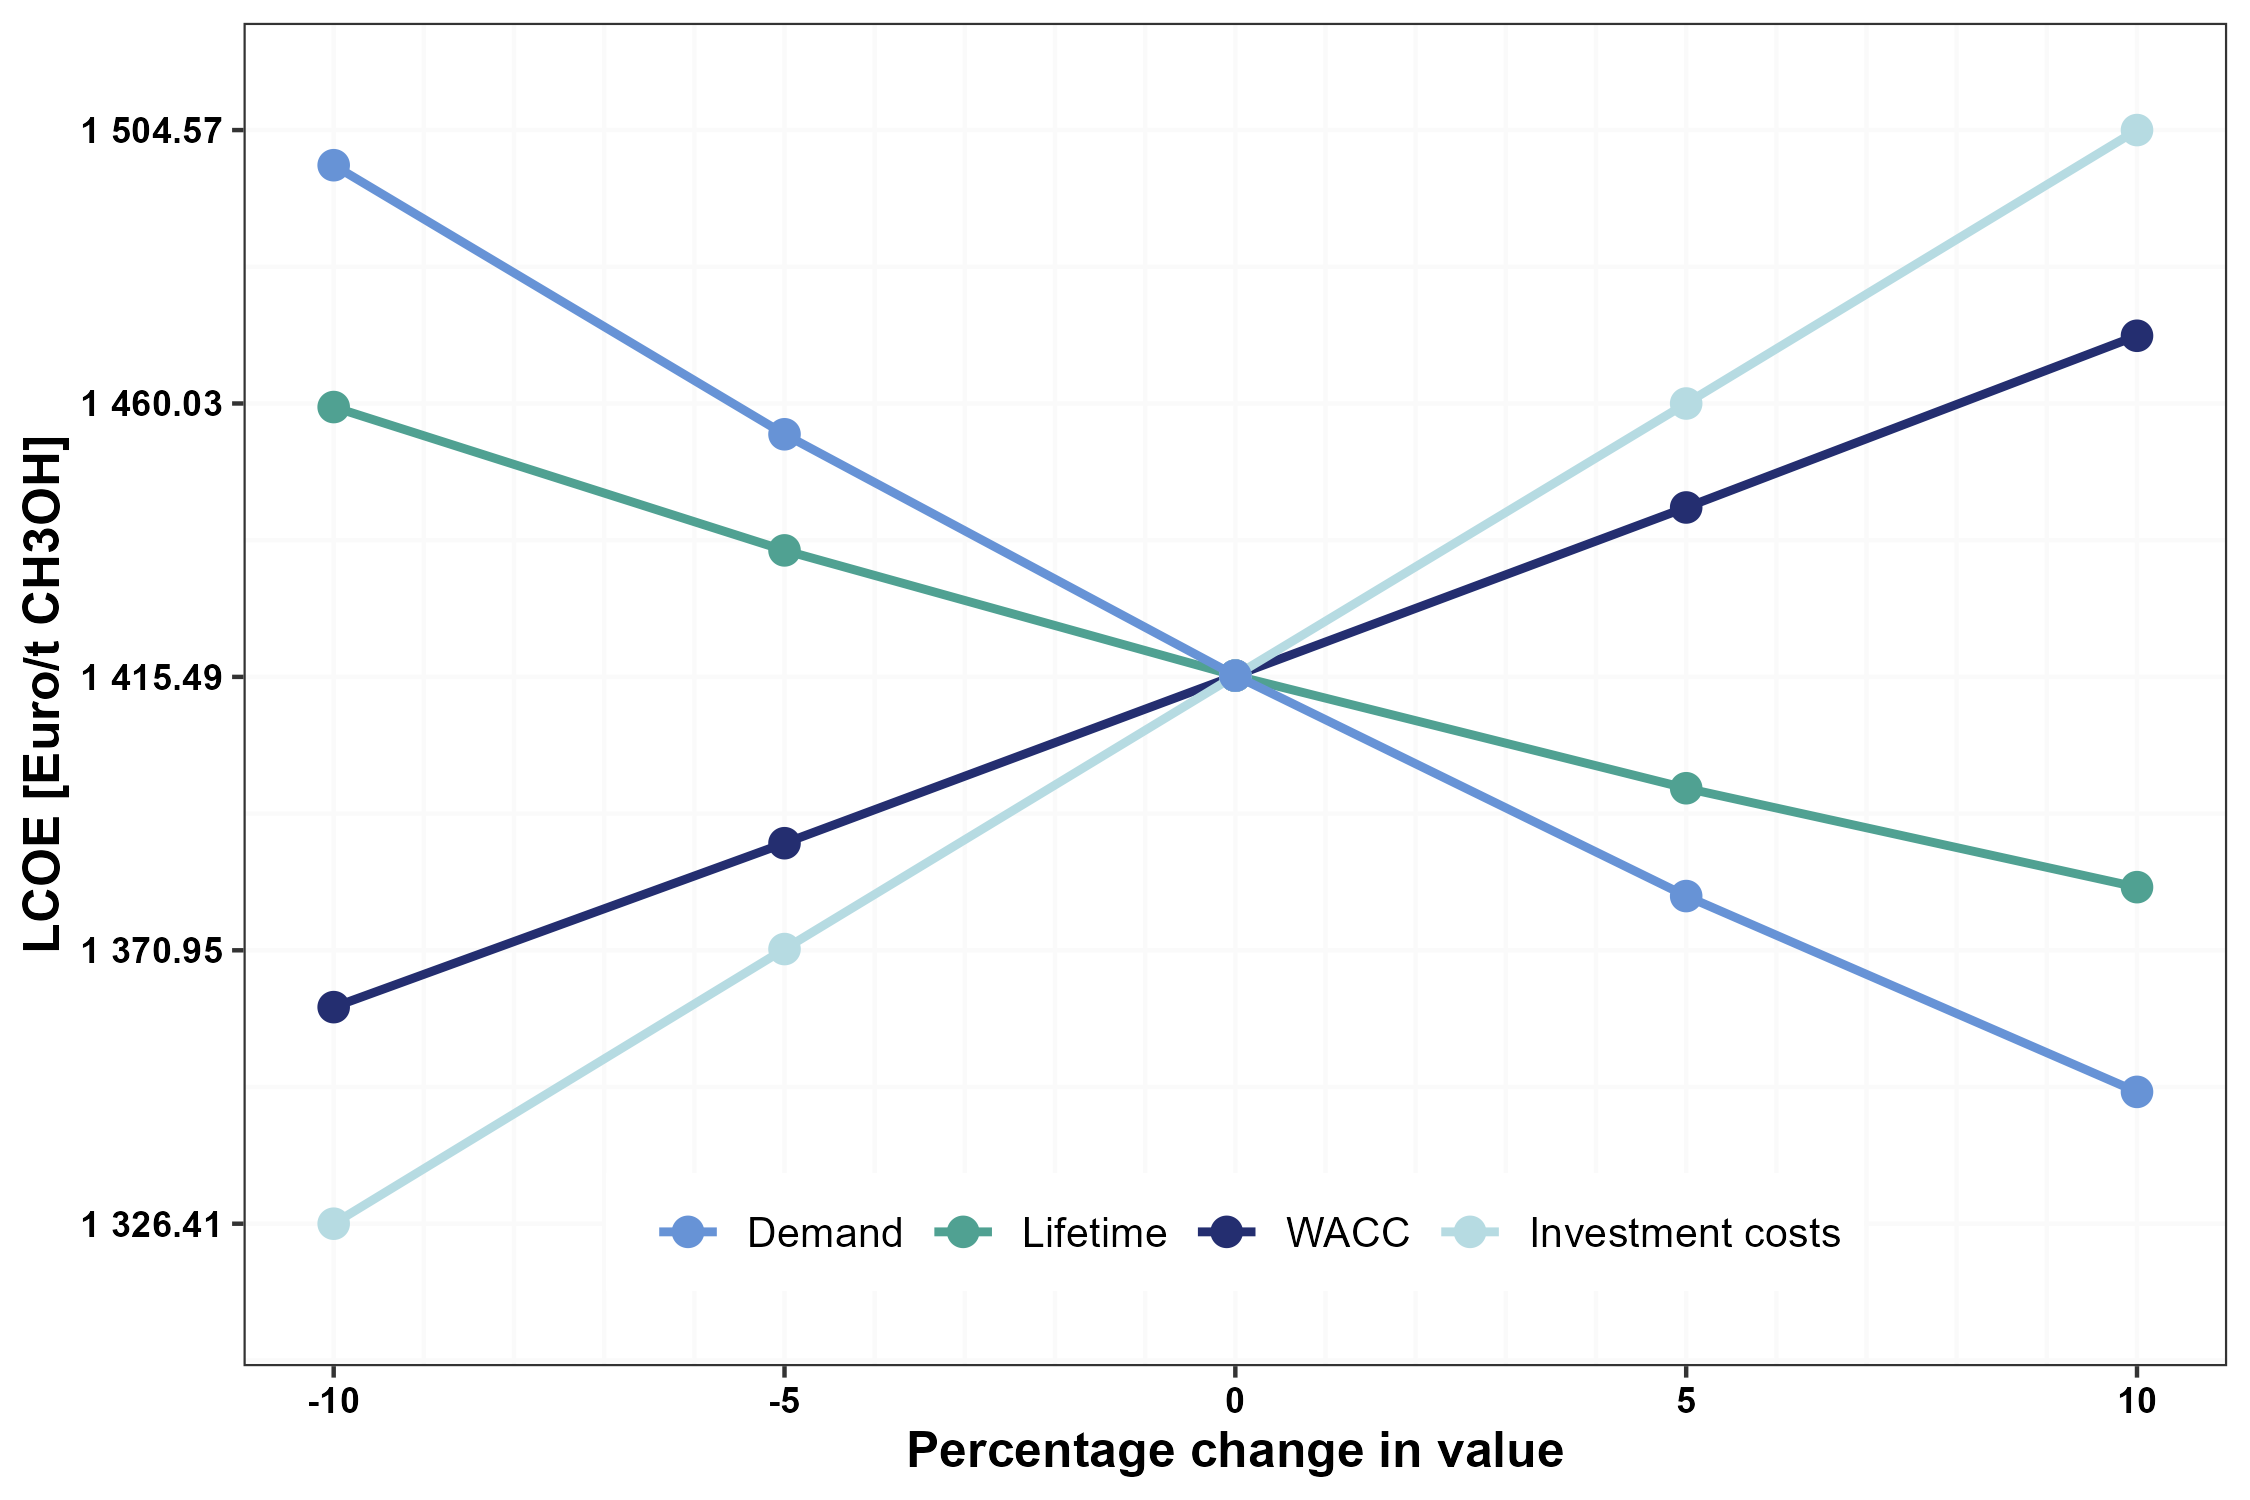 LCOE [Euro/t CH3OH]
1 504.57
1 460.03
1 415.49
1 370.95
1 326.41
Demand Lifetime WACC Investment costs
-10 -5 0 5 10
Percentage change in value